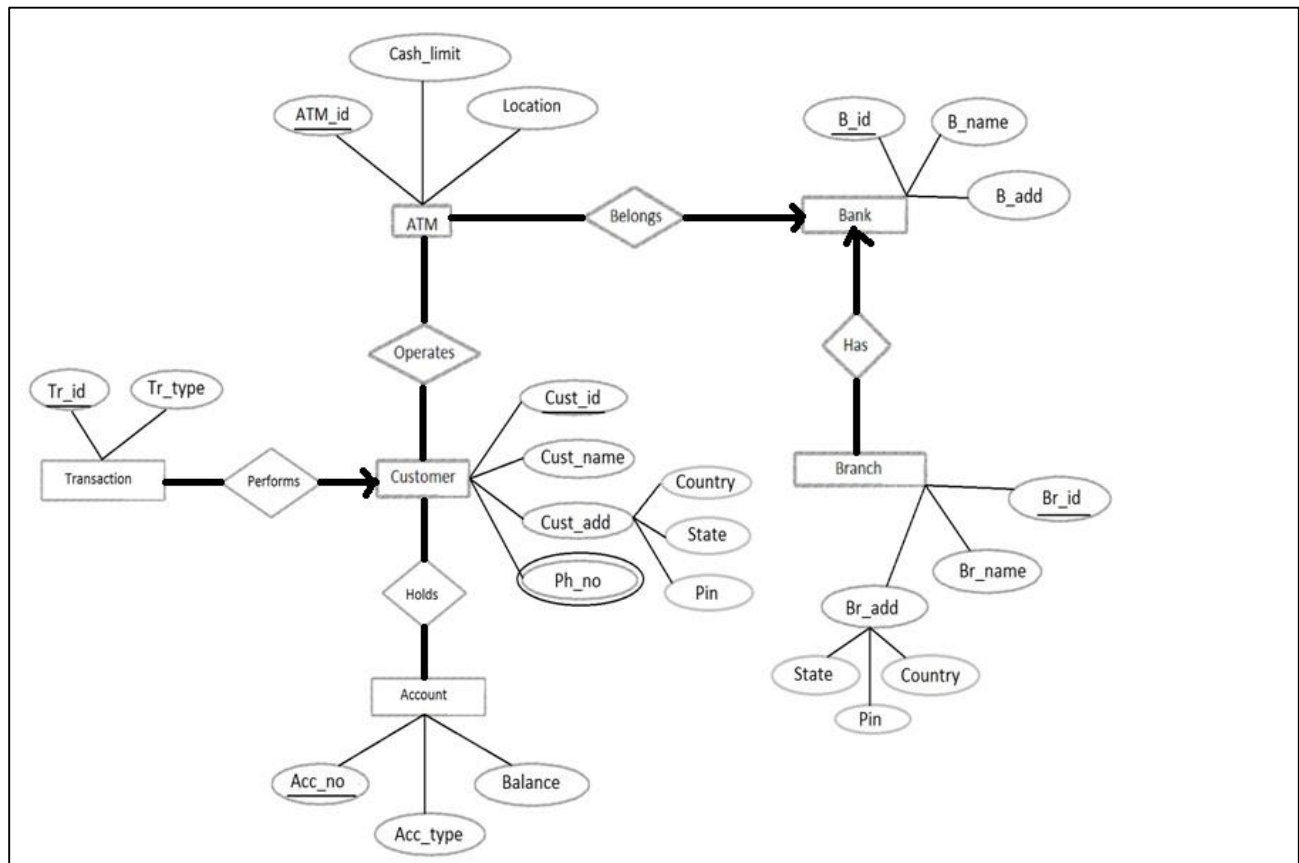 Cash_limit
ATM_id
Location
B_id
B_name
B_add
ATM
Belongs
Bank
Operates
Has
Tr_id
Tr_type
Cust_id
Transaction
Performs
Customer
Cust_name
Branch
Country
Cust_add
State
Br_id
Ph_no
Pin
Br_name
Holds
Br_add
State
Country
Account
Pin
Acc_no
Balance
Acc_type